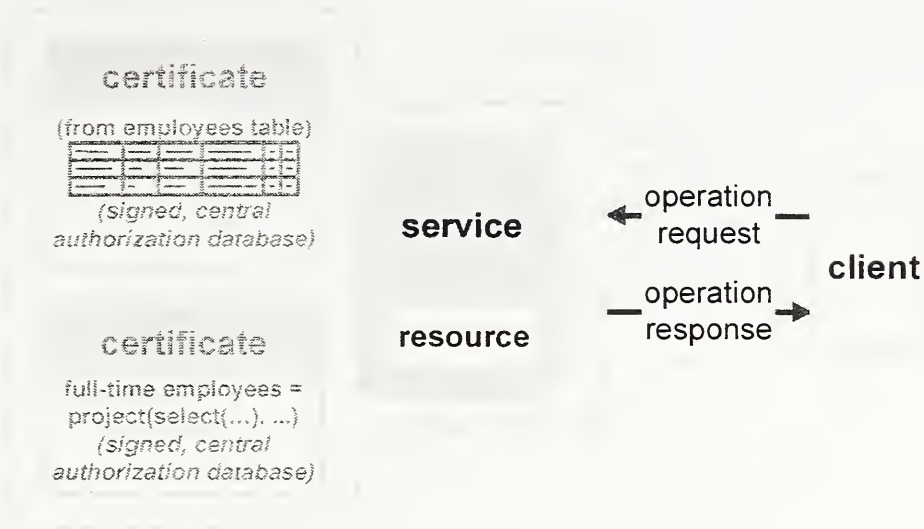 certificate
(from employees table)
(signed, central
authorization database)
certificate
full-time employees =
project(select(...), ...)
(signed, central
authorization database)
service
resource
operation
request
operation
response
client